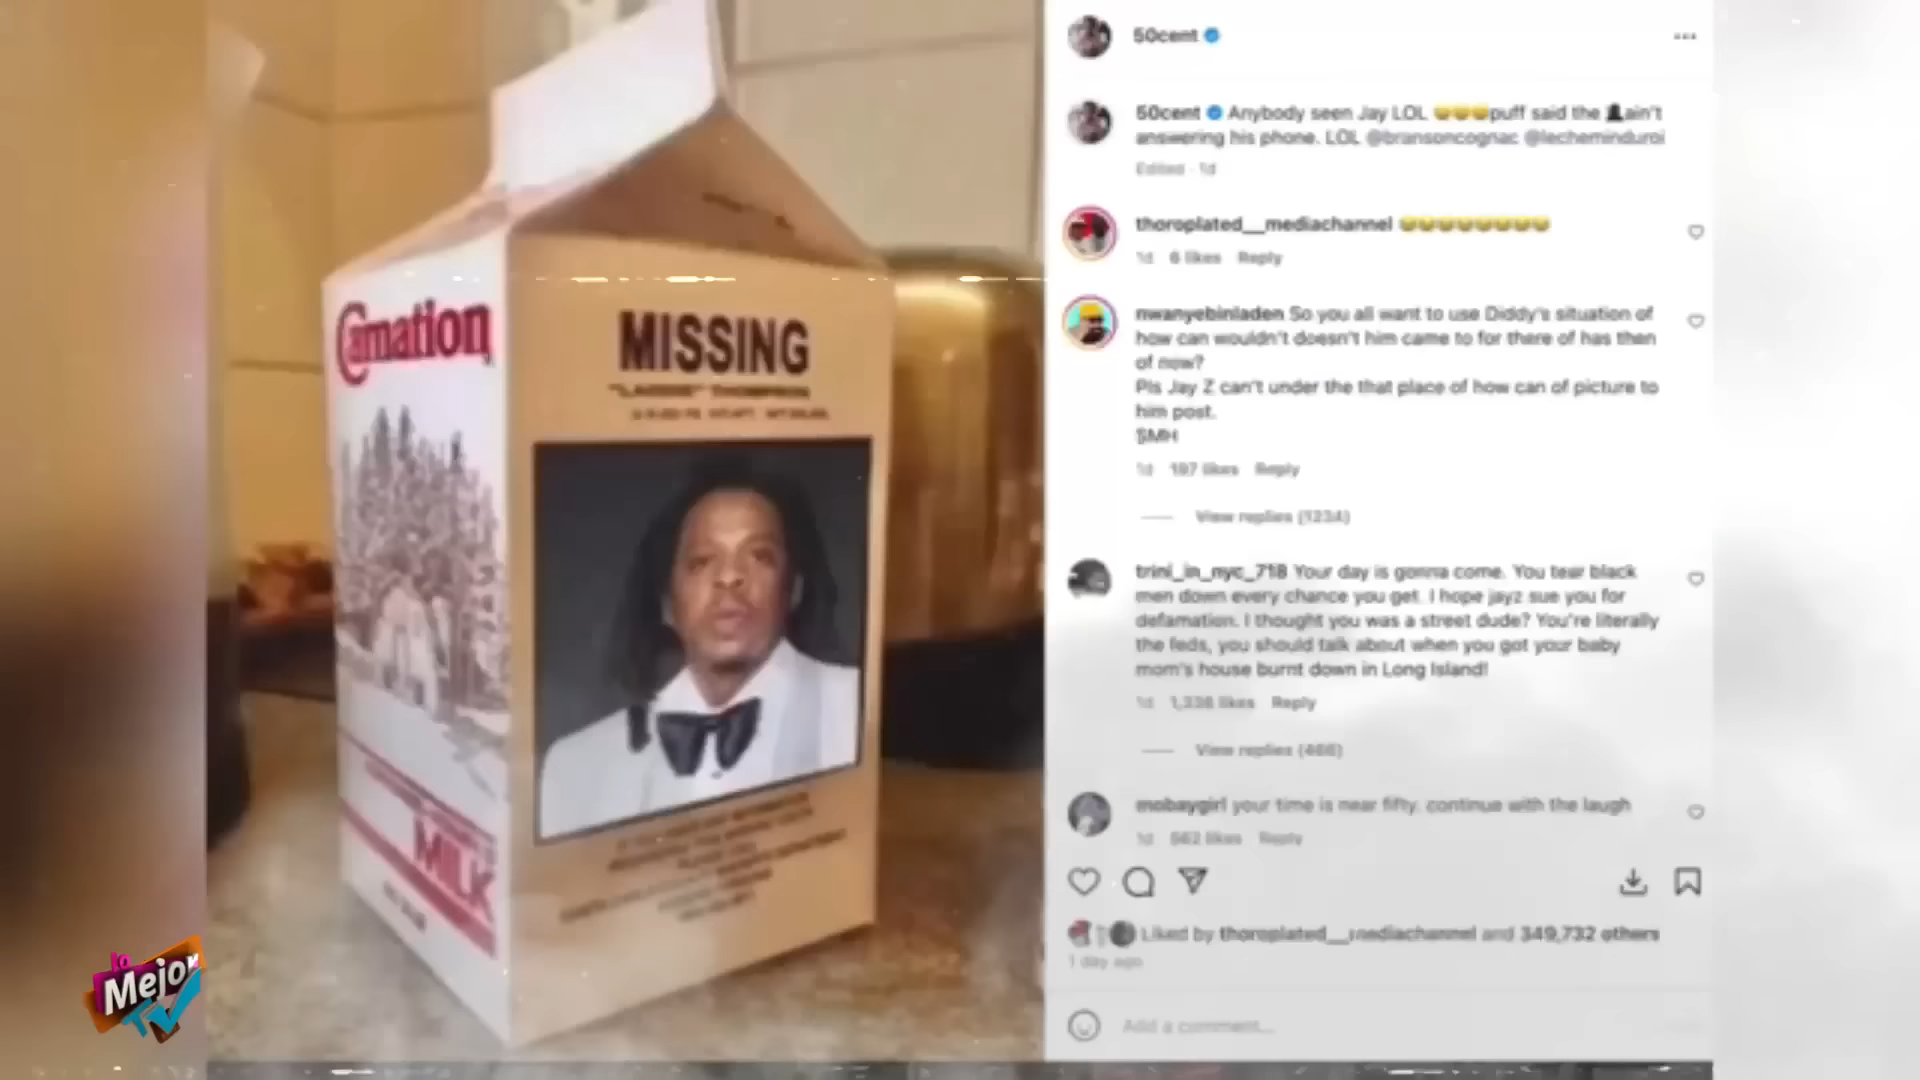 Carnation
MILK
MISSING
50cent
50cent Anybody seen Jay LOL 😂😂😂puff said the 👤ain't
answering his phone. LOL @bransoncognac @lecheminduroi
Edited · 1d
thoroplated__mediachannel 😂😂😂😂😂😂😂😂
1d 6 likes Reply
nwanyebinladen So you all want to use Diddy's situation of
how can wouldn't doesn't him came to for there of has then
of now?
Pls Jay Z can't under the that place of how can of picture to
him post.
SMH
1d 197 likes Reply
View replies (1234)
trini_in_nyc_718 Your day is gonna come. You tear black
men down every chance you get. I hope jayz sue you for
defamation. I thought you was a street dude? You're literally
the feds, you should talk about when you got your baby
mom's house burnt down in Long Island!
1d likes Reply
View replies
mobaygirl your time is near fifty. continue with the laugh
1d likes Reply
Liked by thoroplated__mediachannel and 349,732 others
1 day ago
Add a comment...
lo
Mejor
TV